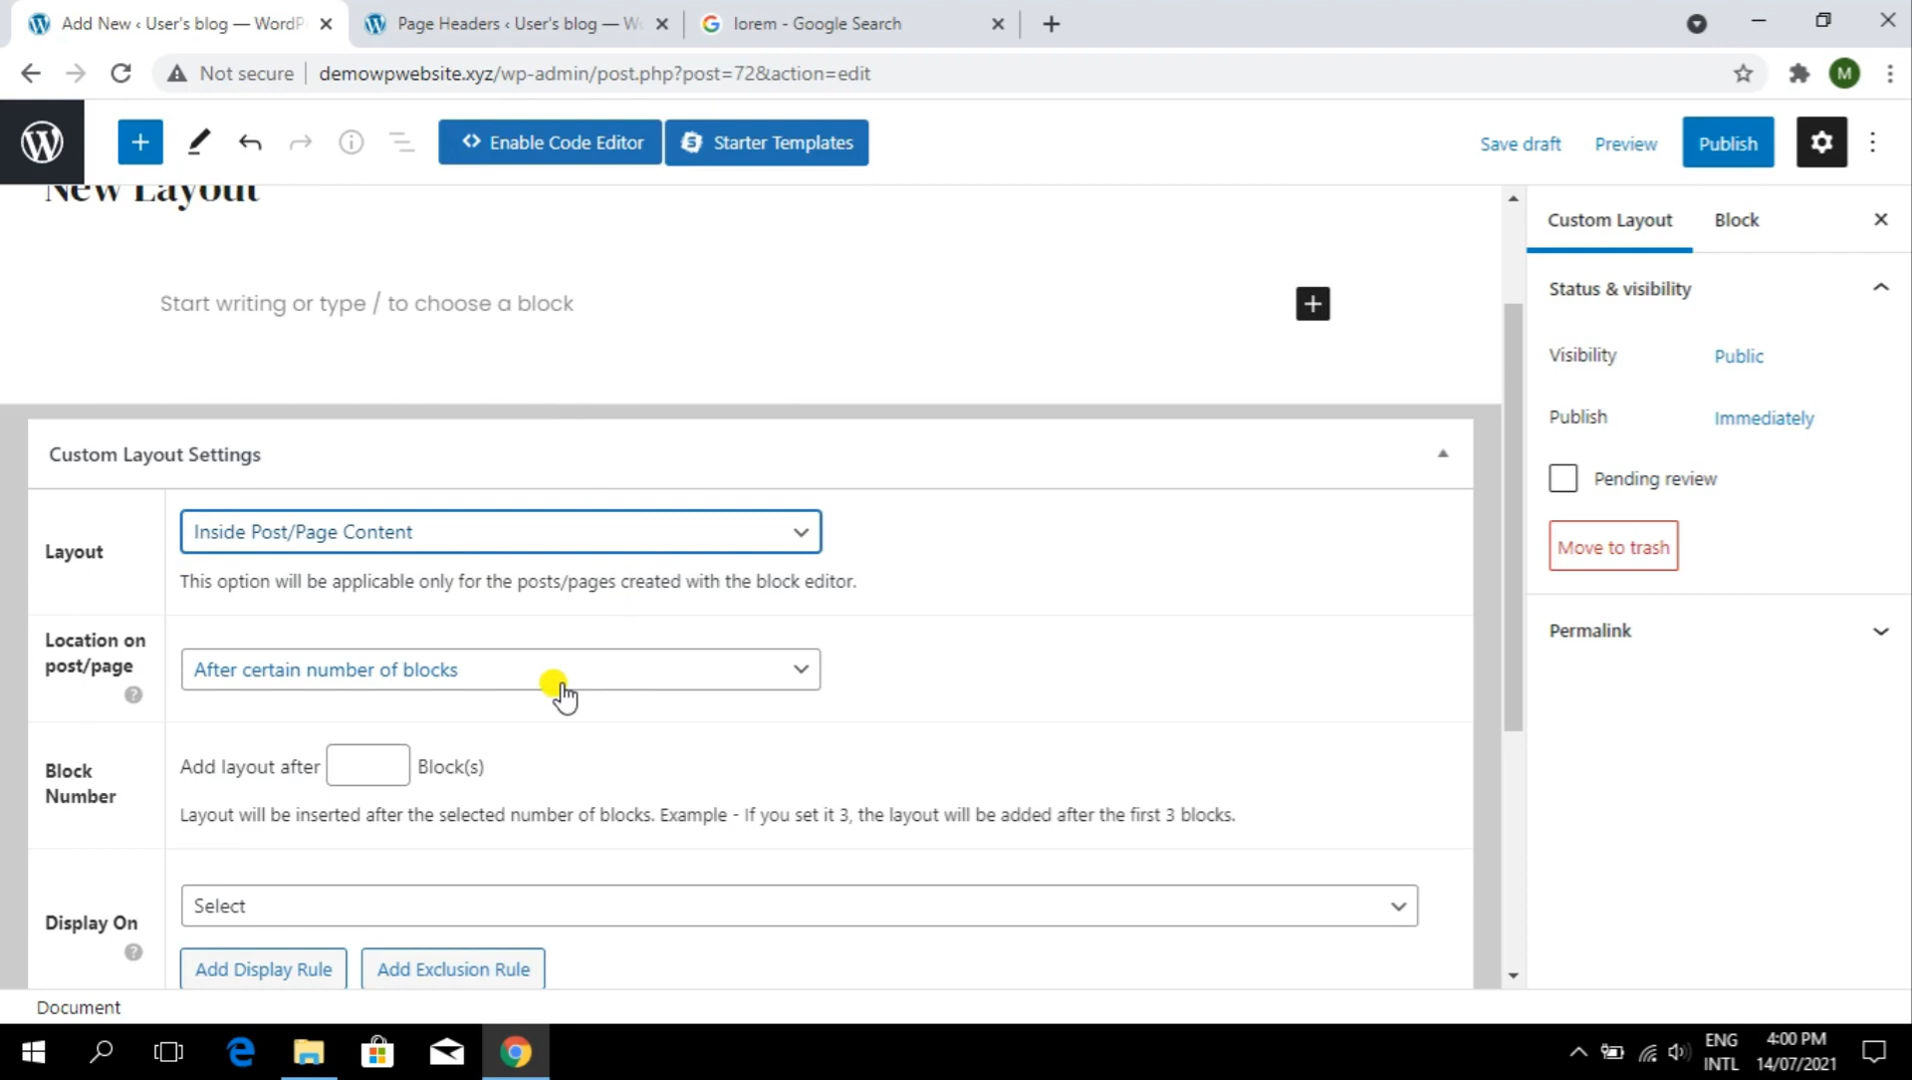 Add New ‹ User's blog — WordP
Page Headers ‹ User's blog — W
lorem - Google Search
Not secure
demowpwebsite.xyz/wp-admin/post.php?post=72&action=edit
M
Enable Code Editor
Starter Templates
Save draft
Preview
Publish
New Layout
Start writing or type / to choose a block
Custom Layout
Block
Status & visibility
Visibility
Public
Publish
Immediately
Pending review
Move to trash
Permalink
Custom Layout Settings
Layout
Inside Post/Page Content
This option will be applicable only for the posts/pages created with the block editor.
Location on
post/page
After certain number of blocks
Block
Number
Add layout after
Block(s)
Layout will be inserted after the selected number of blocks. Example - If you set it 3, the layout will be added after the first 3 blocks.
Display On
Select
Add Display Rule
Add Exclusion Rule
Document
ENG
INTL
4:00 PM
14/07/2021